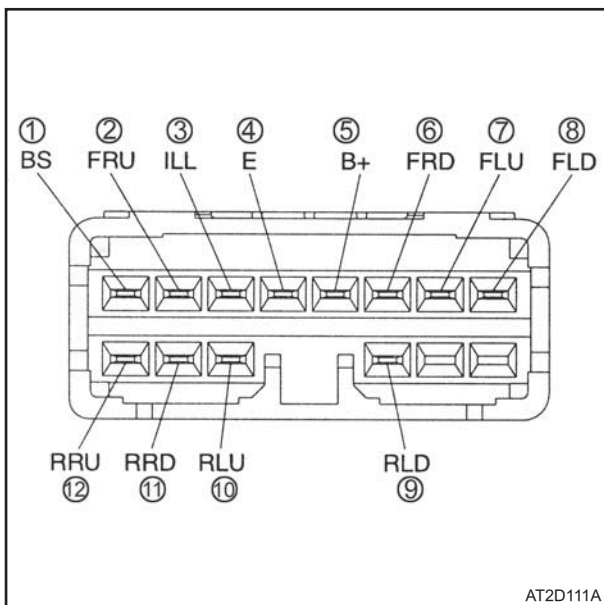 ① ② ③ ④ ⑤ ⑥ ⑦ ⑧
BS FRU ILL E B+ FRD FLU FLD
RRU RRD RLU RLD
⑫ ⑪ ⑩ ⑨
AT2D111A